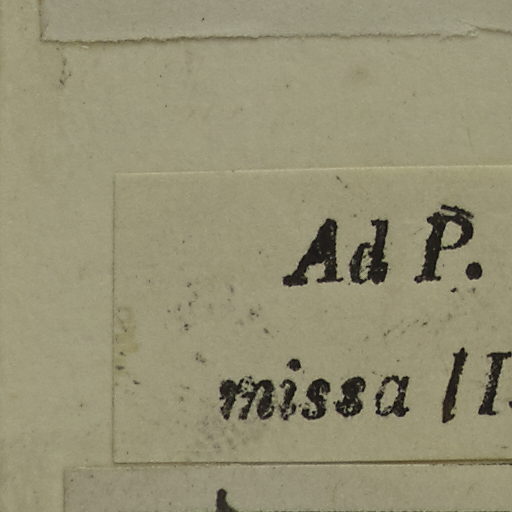 Ad P.
missa /